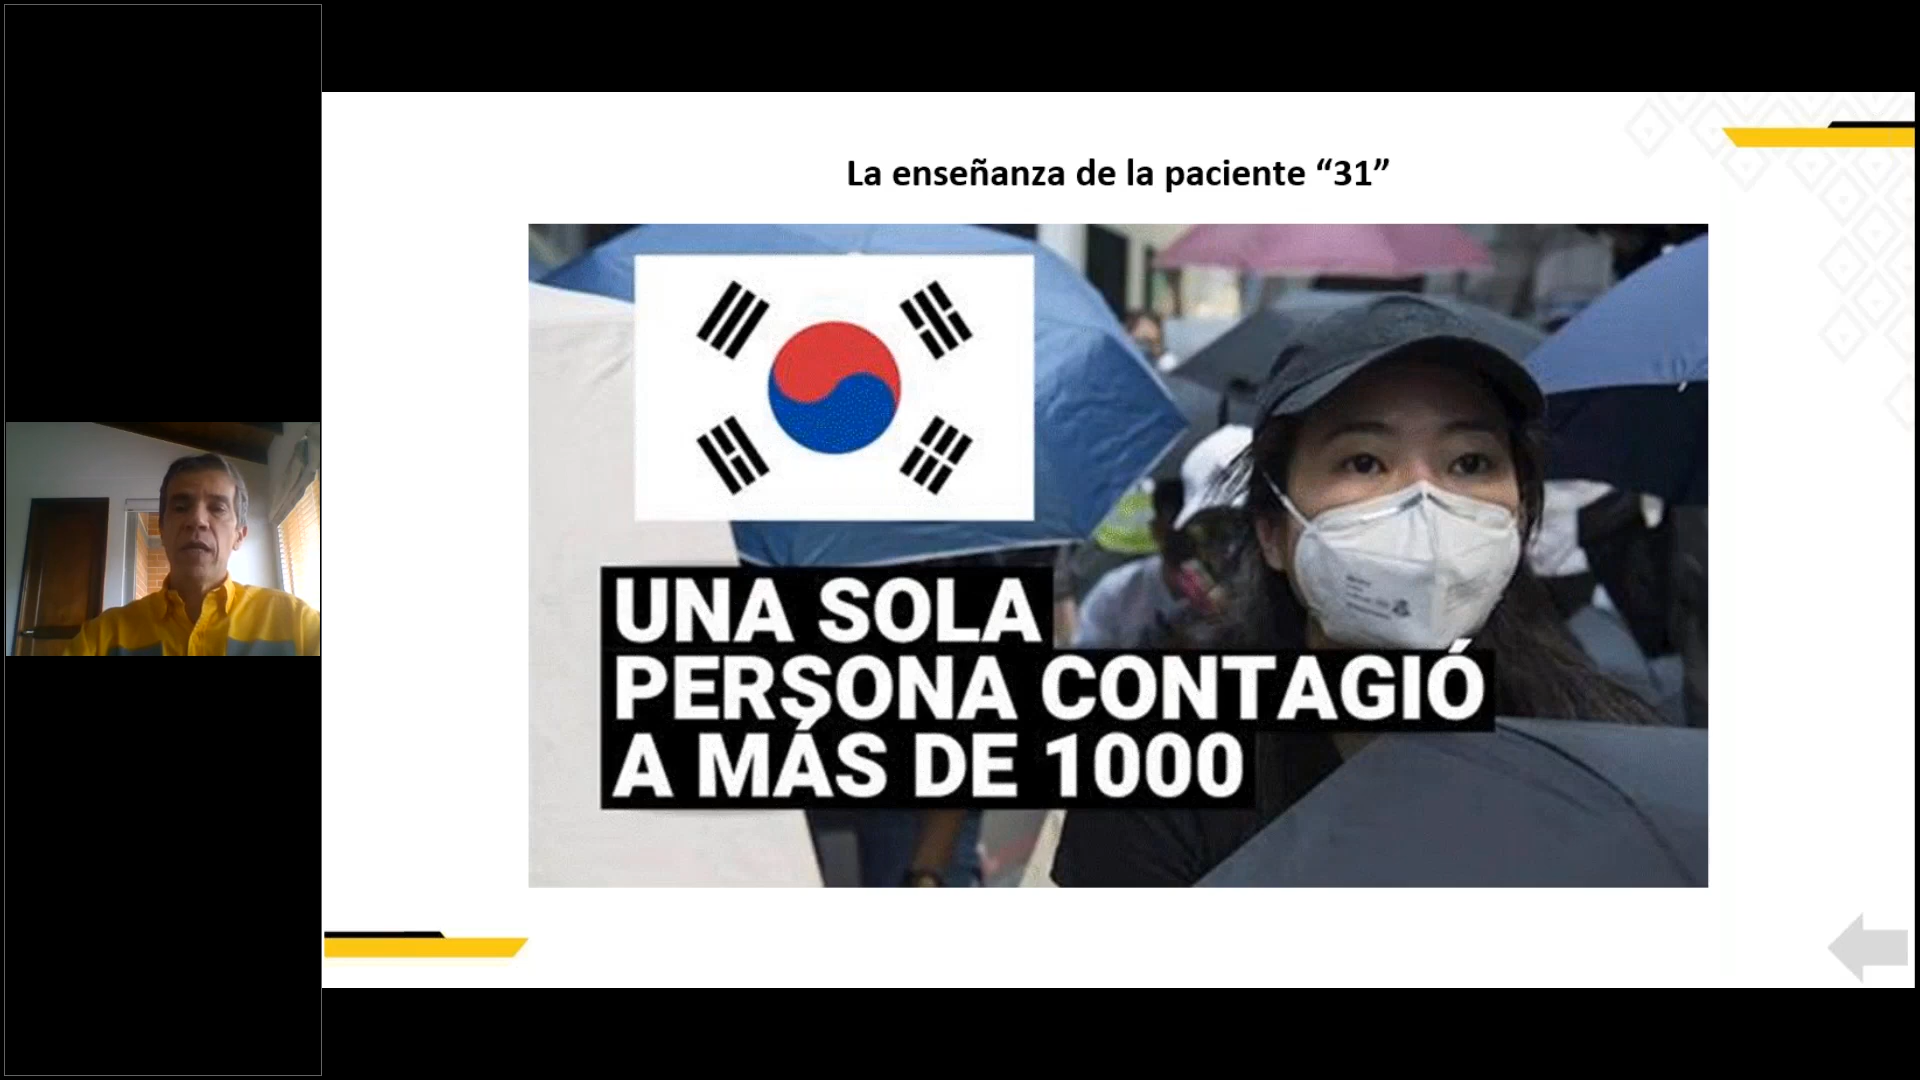 La enseñanza de la paciente “31”
UNA SOLA
PERSONA CONTAGIÓ
A MÁS DE 1000